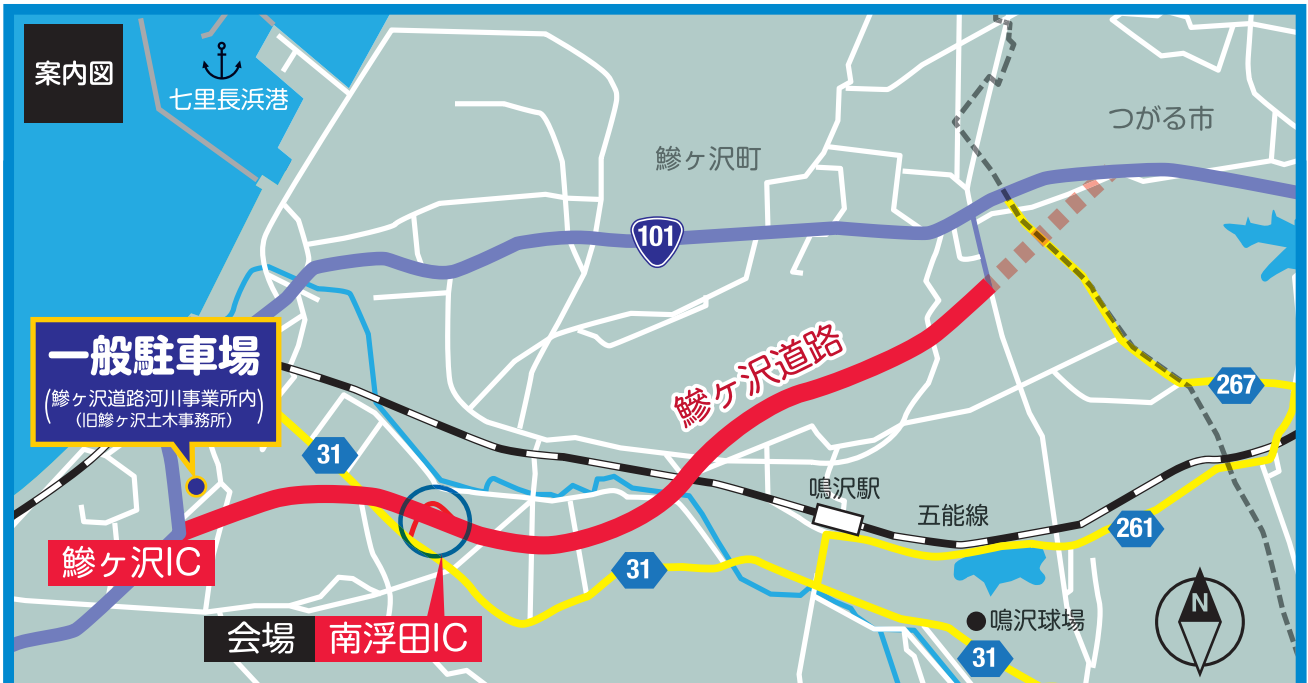 案内図
七里長浜港
つがる市
鰺ヶ沢町
101
一般駐車場
(鰺ヶ沢道路河川事業所内)
(旧鰺ヶ沢土木事務所)
鰺ヶ沢道路
267
31
鳴沢駅
五能線
261
鰺ヶ沢IC
31
会場 南浮田IC
鳴沢球場
N
31